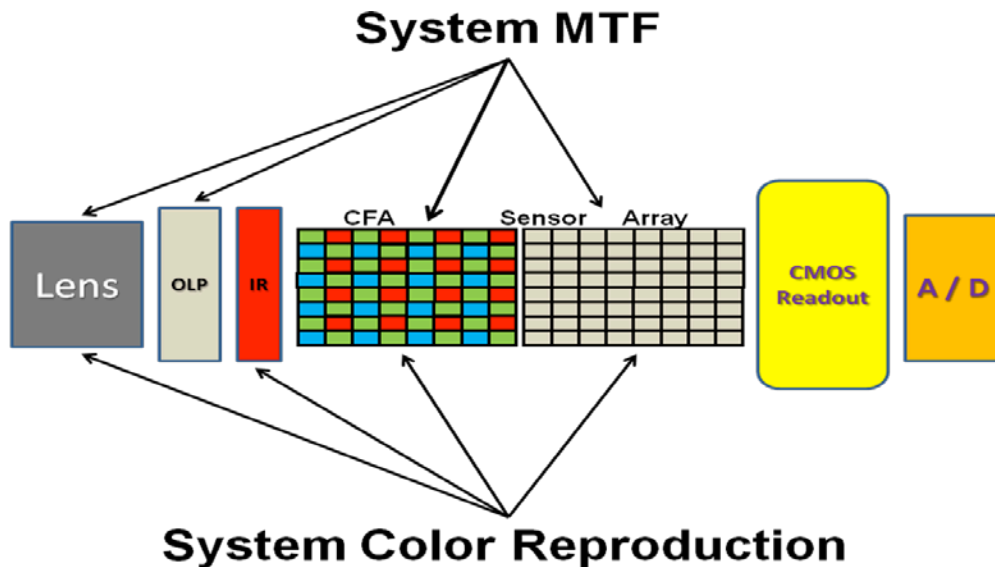 System MTF
CFA
Sensor Array
Lens
OLP
IR
CMOS
Readout
A / D
System Color Reproduction